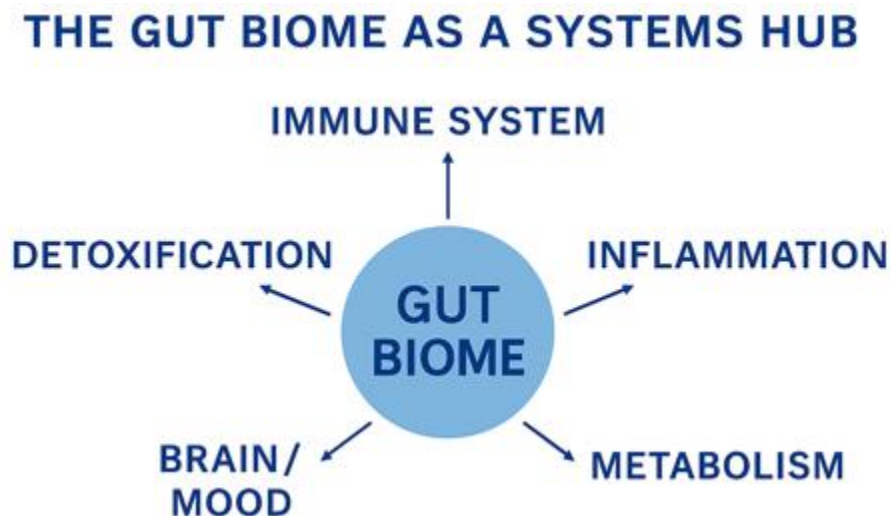 THE GUT BIOME AS A SYSTEMS HUB
IMMUNE SYSTEM
DETOXIFICATION
INFLAMMATION
GUT
BIOME
BRAIN/
MOOD
METABOLISM